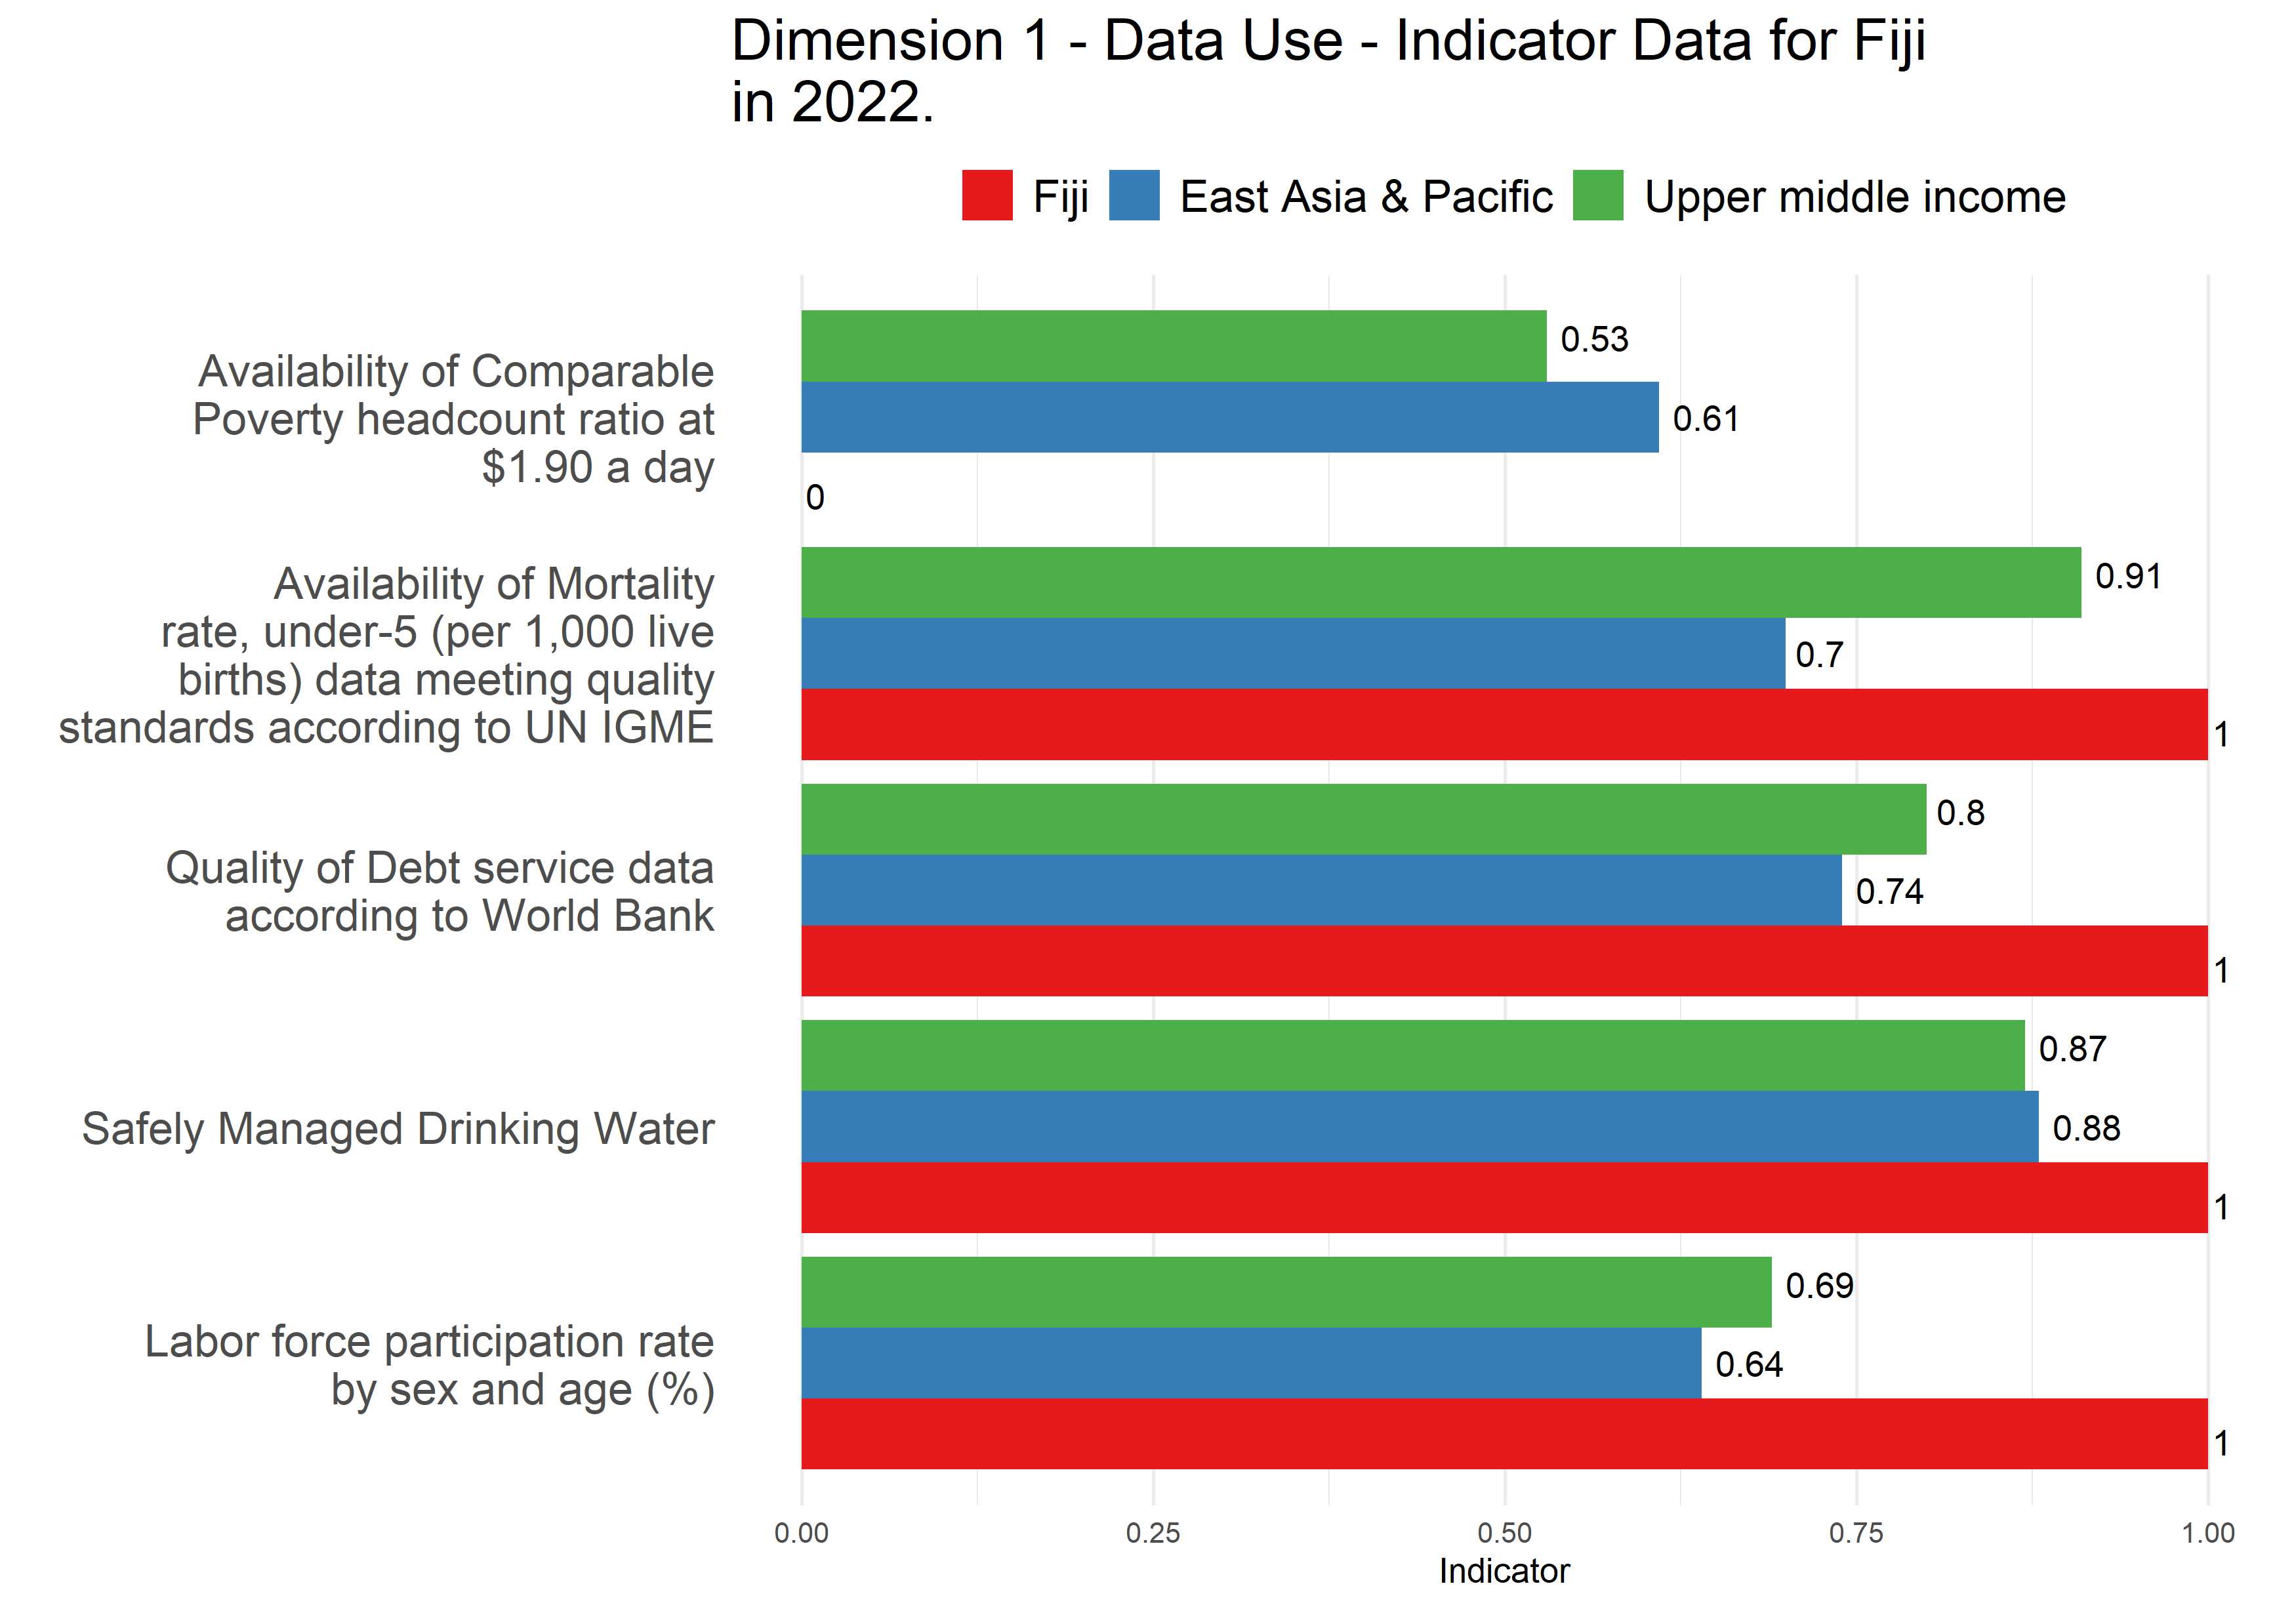 Dimension 1 - Data Use - Indicator Data for Fiji
in 2022.
Fiji East Asia & Pacific Upper middle income
Availability of Comparable
Poverty headcount ratio at
$1.90 a day
0.53
0.61
0
Availability of Mortality
rate, under-5 (per 1,000 live
births) data meeting quality
standards according to UN IGME
0.91
0.7
1
Quality of Debt service data
according to World Bank
0.8
0.74
1
Safely Managed Drinking Water
0.87
0.88
1
Labor force participation rate
by sex and age (%)
0.69
0.64
1
0.00 0.25 0.50 0.75 1.00
Indicator